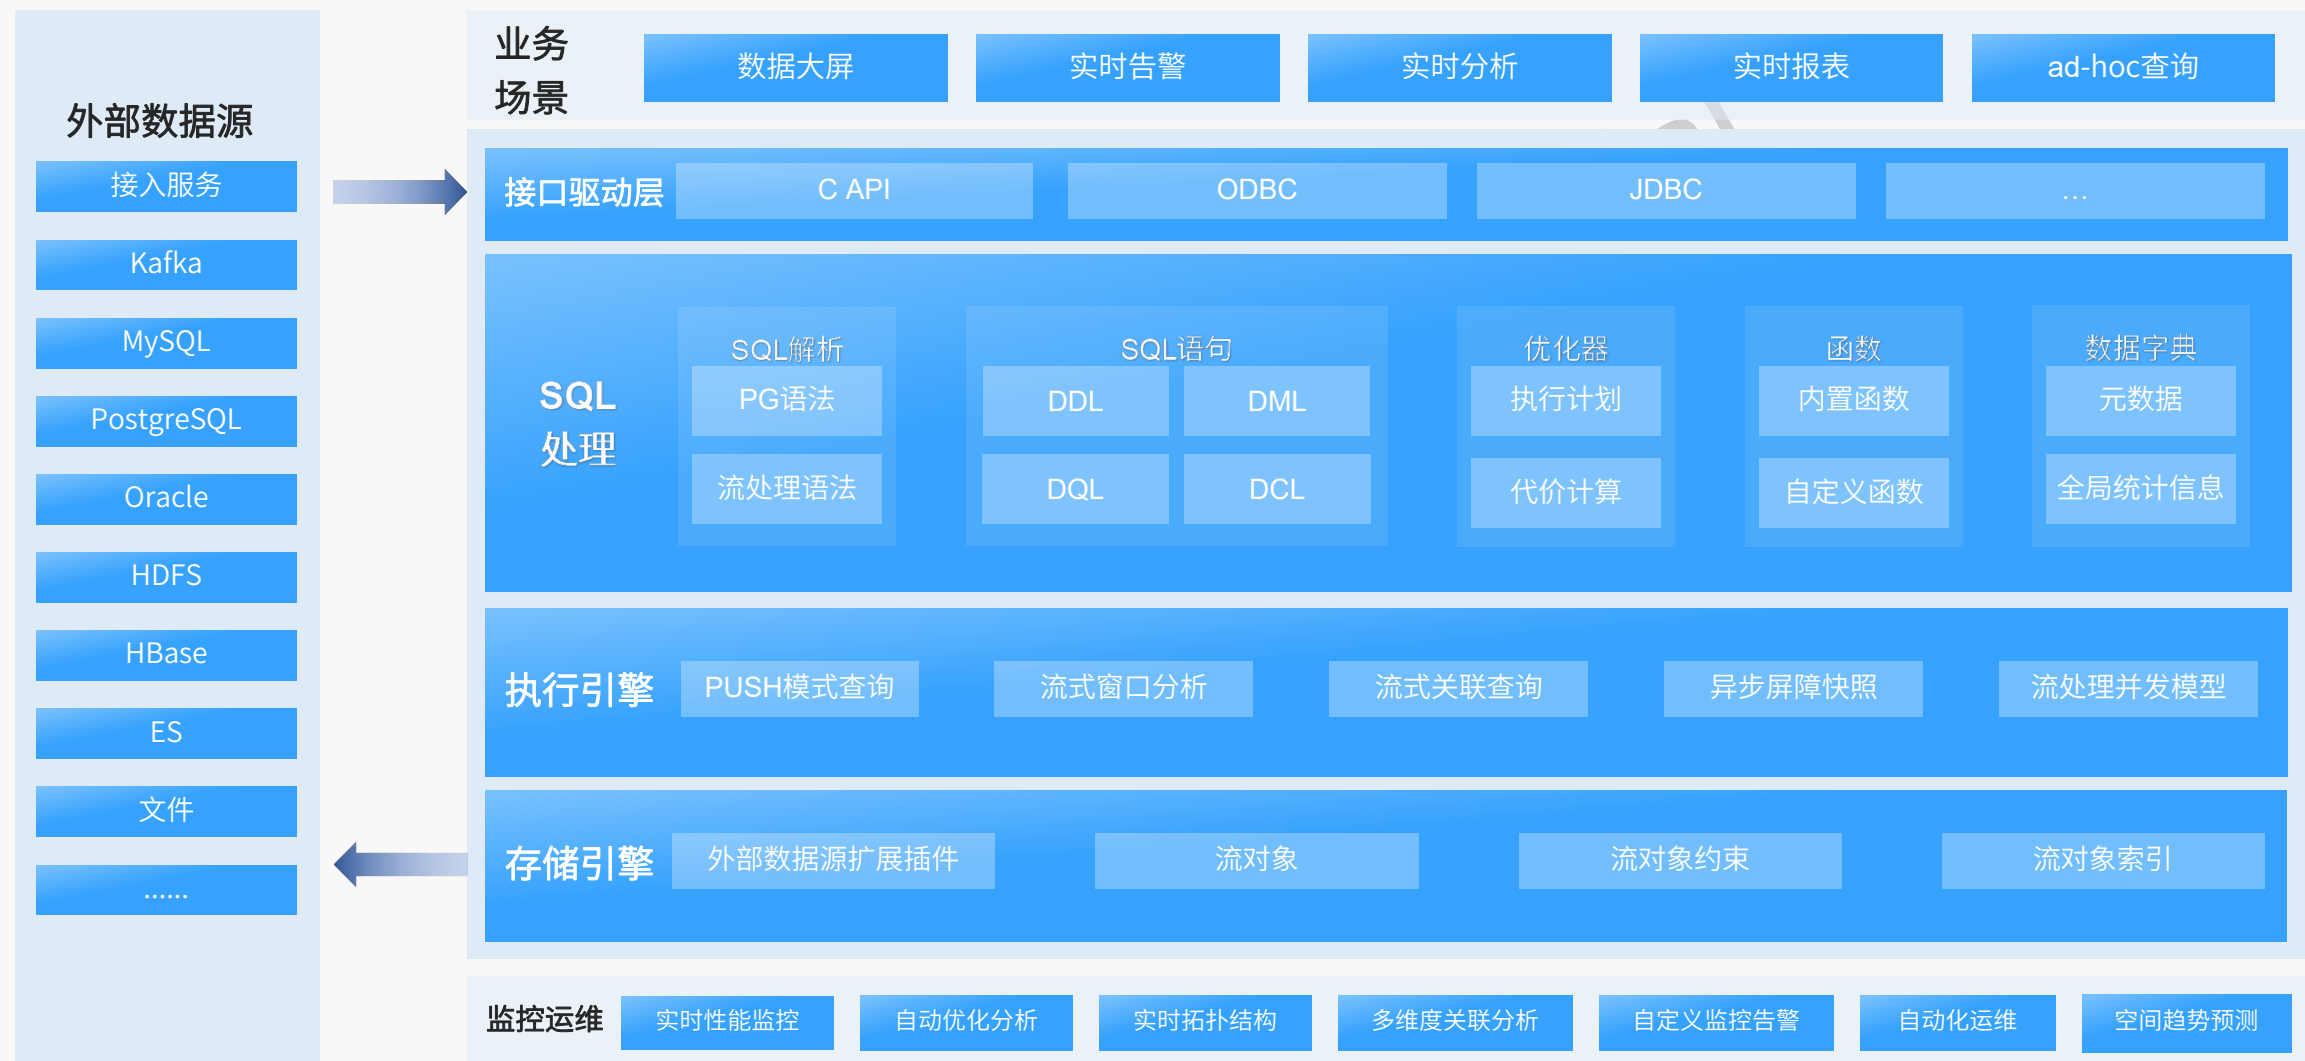 外部数据源
接入服务
Kafka
MySQL
PostgreSQL
Oracle
HDFS
HBase
ES
文件
......
业务
场景
数据大屏
实时告警
实时分析
实时报表
ad-hoc查询
接口驱动层
C API
ODBC
JDBC
...
SQL
处理
SQL解析
PG语法
流处理语法
SQL语句
DDL
DML
DQL
DCL
优化器
执行计划
代价计算
函数
内置函数
自定义函数
数据字典
元数据
全局统计信息
执行引擎
PUSH模式查询
流式窗口分析
流式关联查询
异步屏障快照
流处理并发模型
存储引擎
外部数据源扩展插件
流对象
流对象约束
流对象索引
监控运维
实时性能监控
自动优化分析
实时拓扑结构
多维度关联分析
自定义监控告警
自动化运维
空间趋势预测